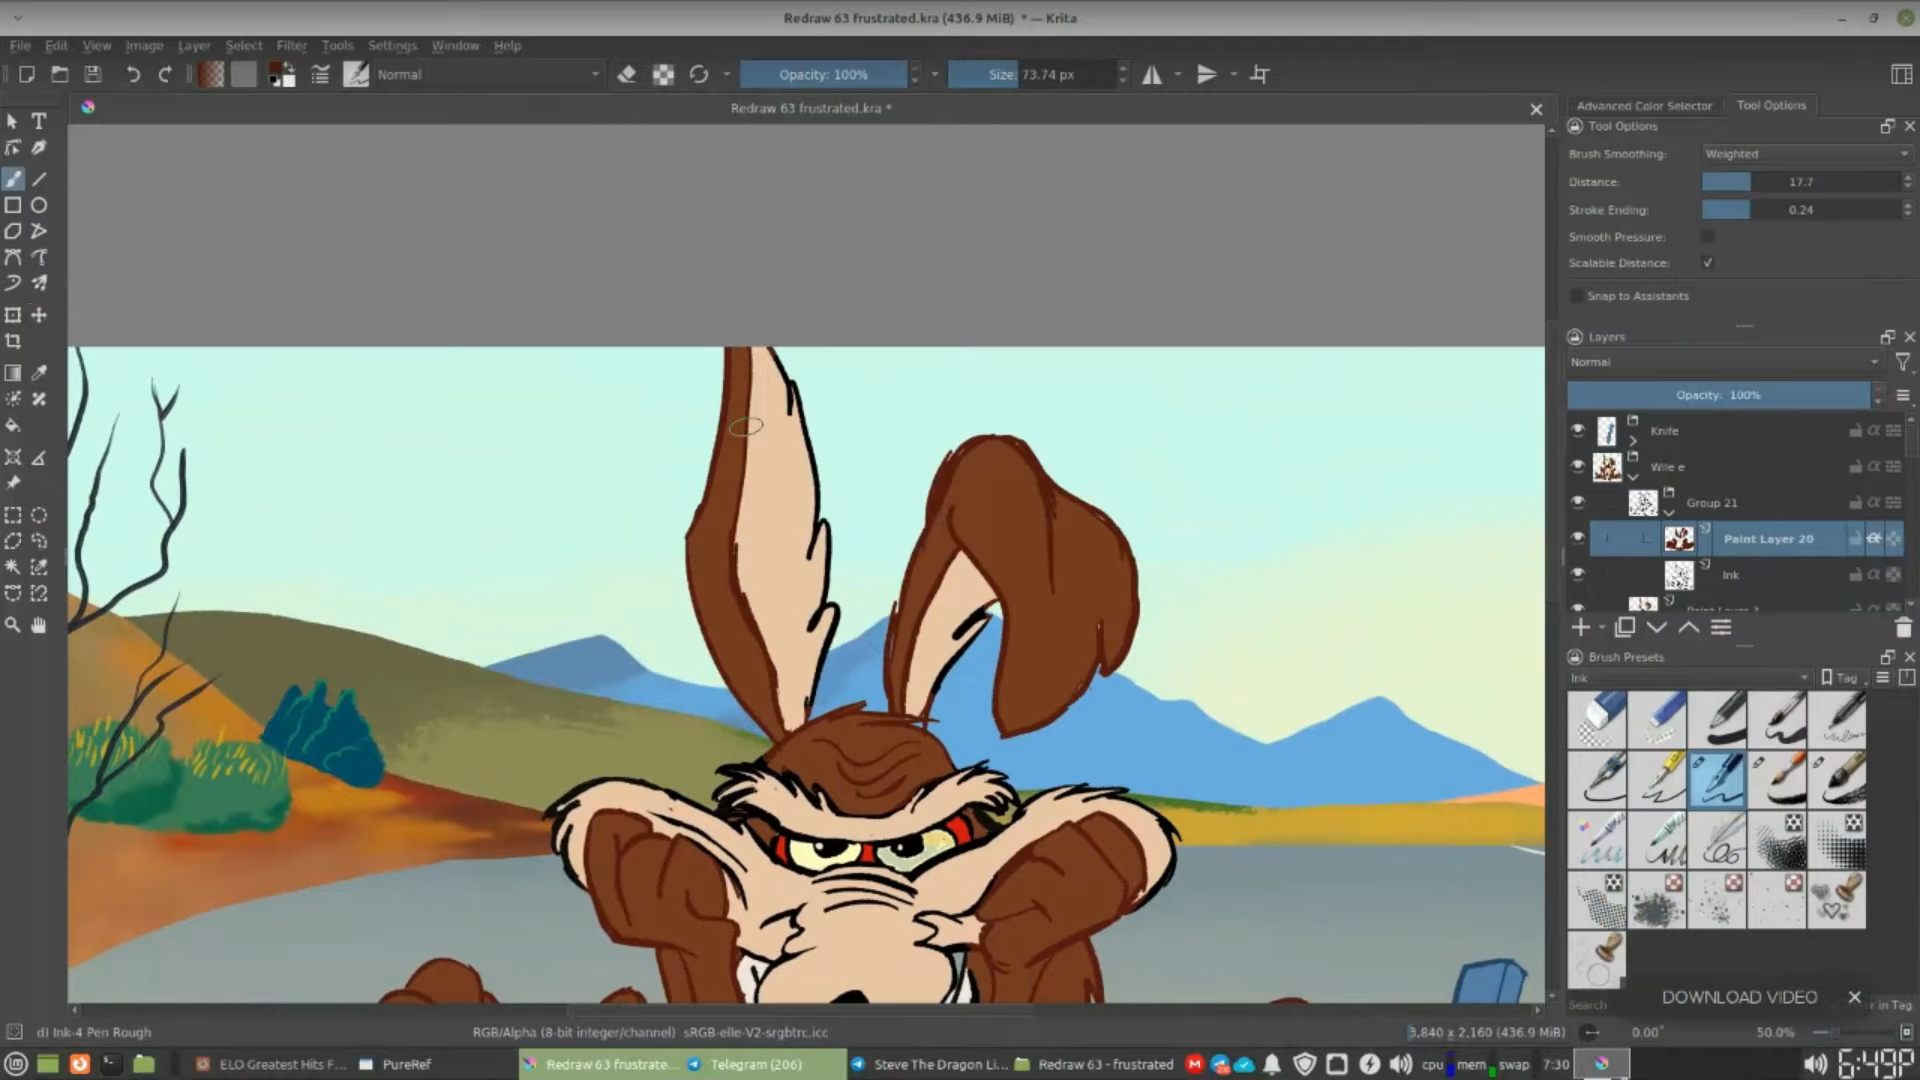 Redraw 63 frustrated.kra (436.9 MiB) * — Krita
File Edit View Image Layer Select Filter Tools Settings Window Help
Normal
Opacity: 100%
Size: 73.74 px
Redraw 63 frustrated.kra *
Advanced Color Selector
Tool Options
Tool Options
Brush Smoothing: Weighted
Distance: 17.7
Stroke Ending: 0.24
Smooth Pressure:
Scalable Distance:
Snap to Assistants
Layers
Normal
Opacity: 100%
Knife
Wile e
Group 21
Paint Layer 20
Ink
Brush Presets
Ink
Tag
DOWNLOAD VIDEO
Search
in Tag
d) Ink-4 Pen Rough
RGB/Alpha (8-bit integer/channel) sRGB-elle-V2-srgbtrc.icc
3,840 x 2,160 (436.9 MiB)
0.00°
50.0%
ELO Greatest Hits F...
PureRef
Redraw 63 frustrate...
Telegram (206)
Steve The Dragon Li...
Redraw 63 - frustrated
cpu
mem
swap
7:30
6:49P